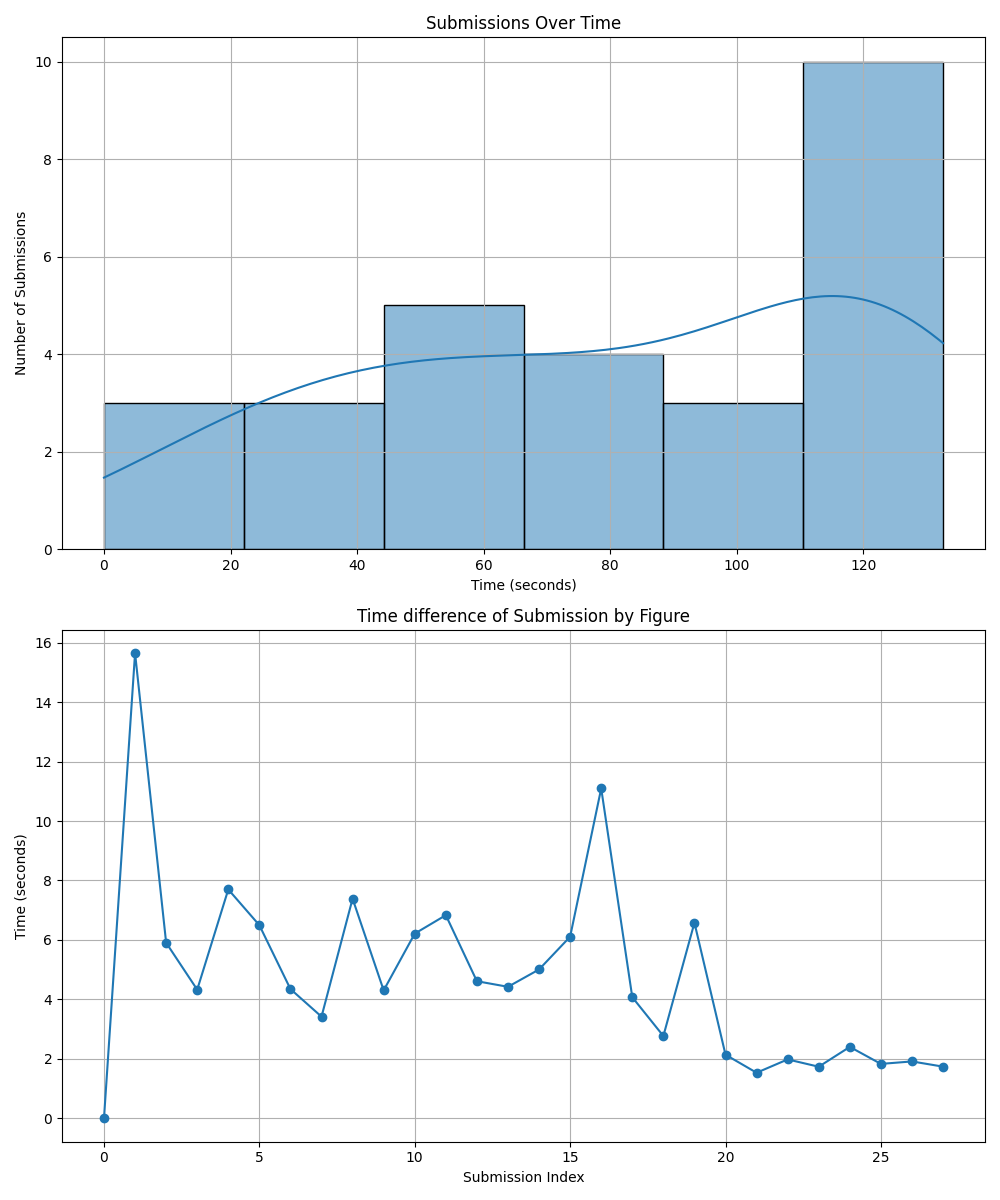 Submissions Over Time
10
8
6
4
2
0
Number of Submissions
0 20 40 60 80 100 120
Time (seconds)
Time difference of Submission by Figure
16
14
12
10
8
6
4
2
0
Time (seconds)
0 5 10 15 20 25
Submission Index